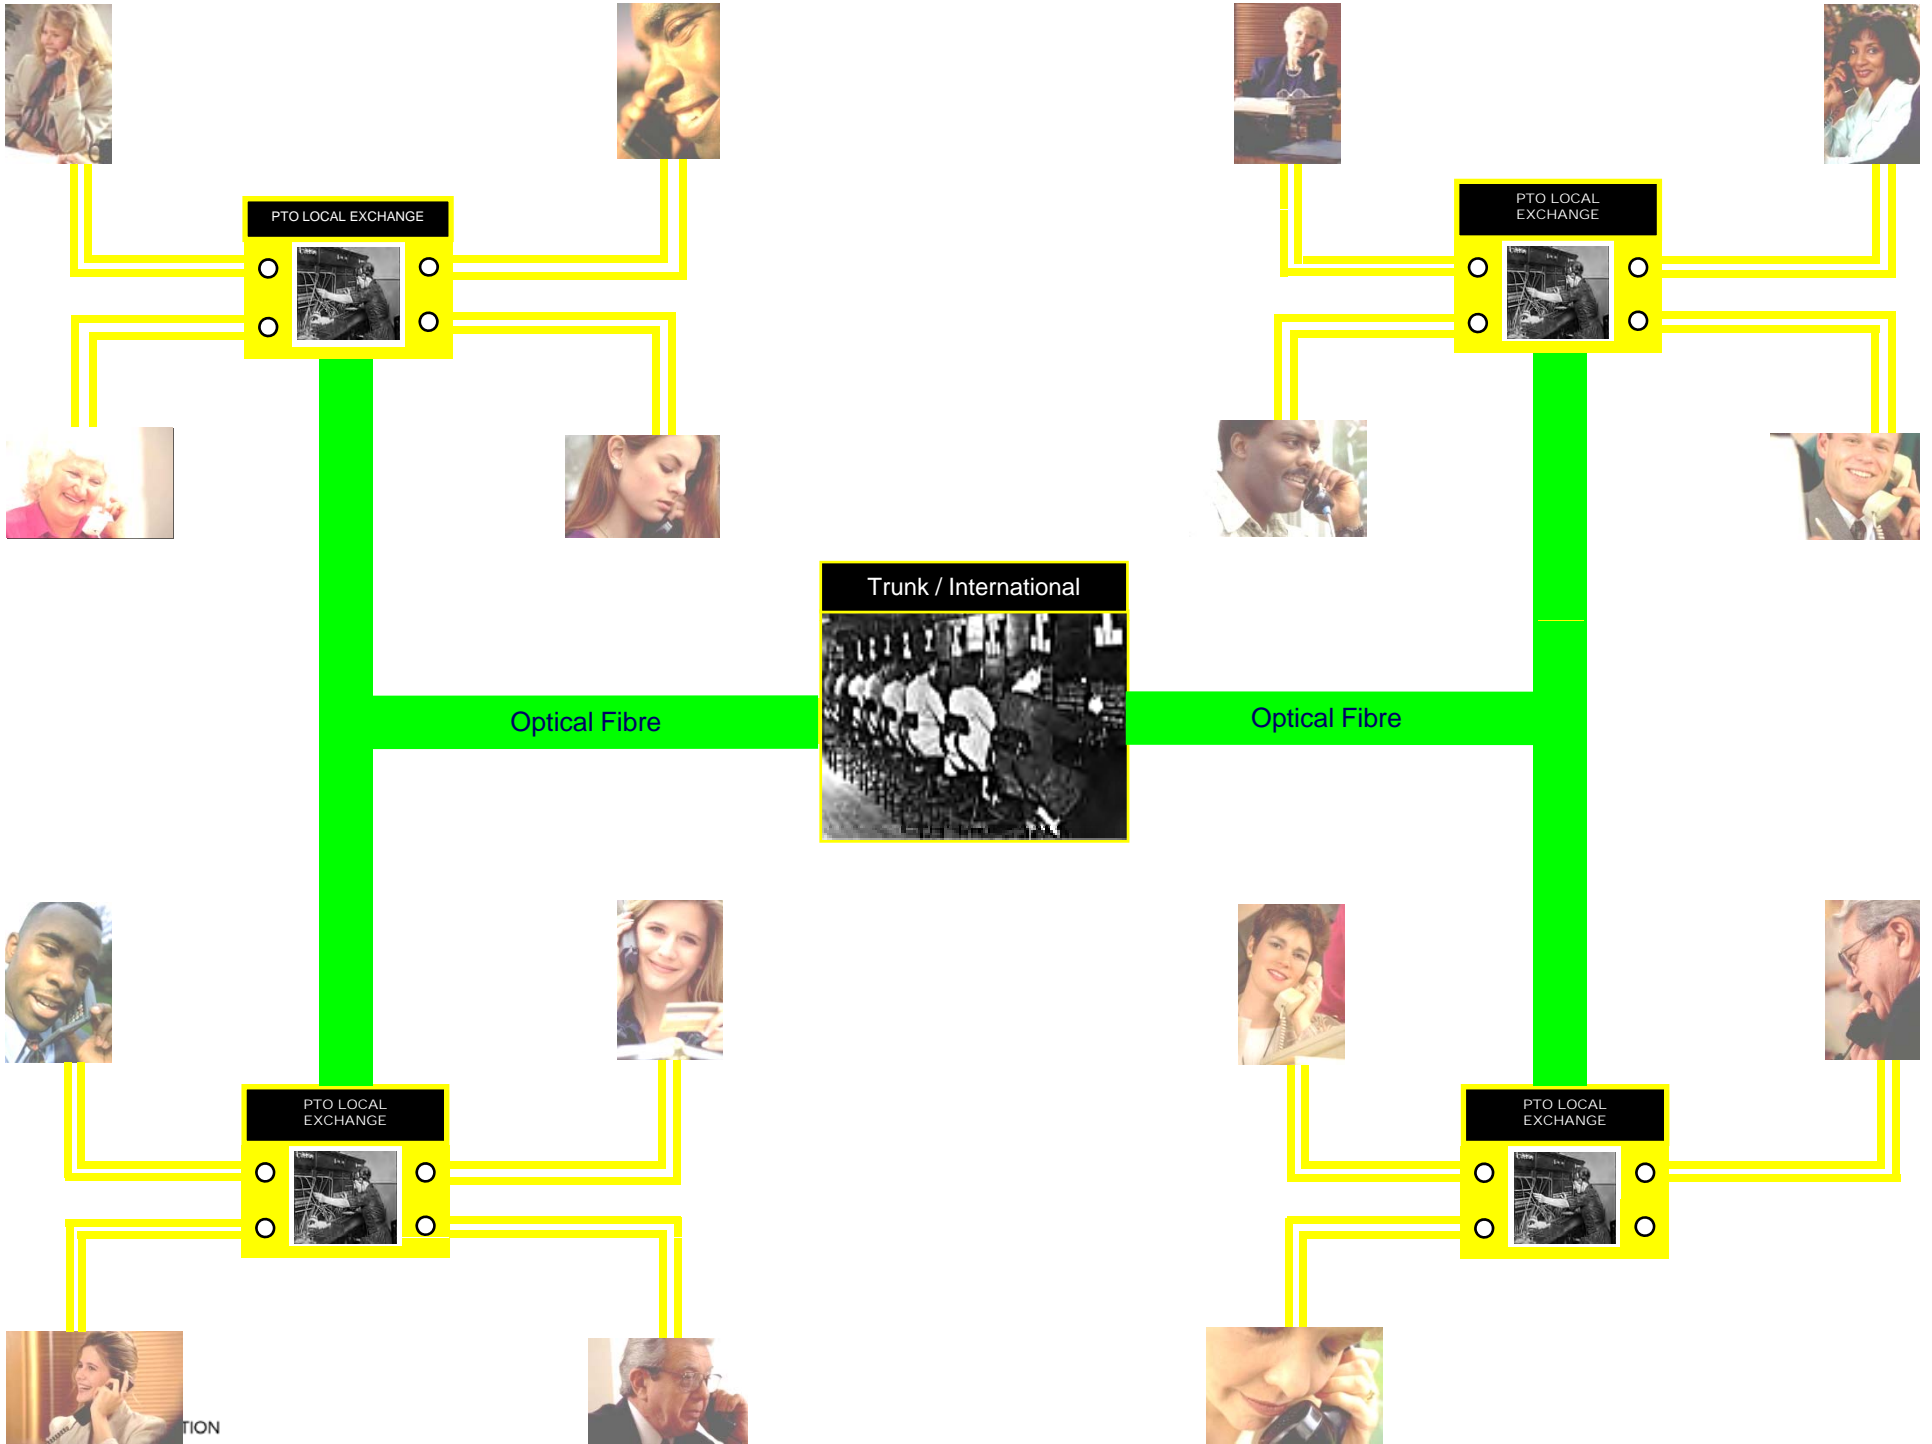 PTO LOCAL EXCHANGE
PTO LOCAL
EXCHANGE
Trunk / International
Optical Fibre
Optical Fibre
PTO LOCAL
EXCHANGE
PTO LOCAL
EXCHANGE
TION